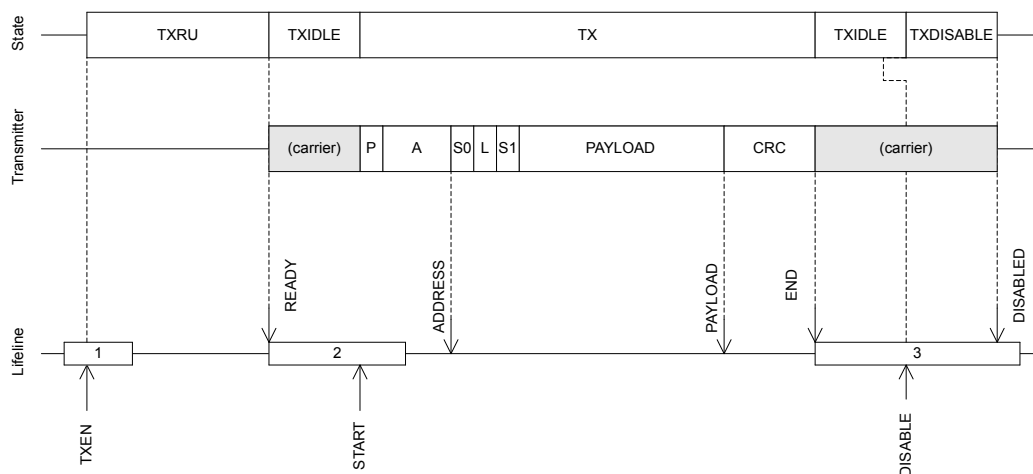 State
TXRU
TXIDLE
TX
TXIDLE
TXDISABLE
Transmitter
(carrier)
P
A
S0
L
S1
PAYLOAD
CRC
(carrier)
READY
ADDRESS
PAYLOAD
END
DISABLED
Lifeline
1
2
3
TXEN
START
DISABLE